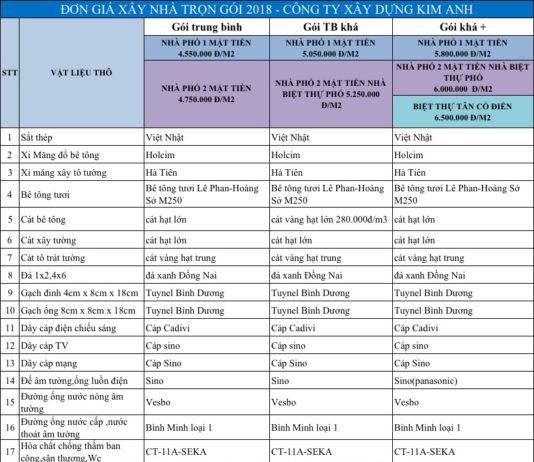 ĐƠN GIÁ XÂY NHÀ TRỌN GÓI 2018 - CÔNG TY XÂY DỰNG KIM ANH
STT VẬT LIỆU THÔ Gói trung bình Gói TB khá Gói khá +
NHÀ PHỐ 1 MẶT TIỀN NHÀ PHỐ 1 MẶT TIỀN NHÀ PHỐ 1 MẶT TIỀN
4.550.000 Đ/M2 5.050.000 Đ/M2 5.800.000 Đ/M2
NHÀ PHỐ 2 MẶT TIỀN
4.750.000 Đ/M2
NHÀ PHỐ 2 MẶT TIỀN NHÀ
BIỆT THỰ PHỐ 5.250.000
Đ/M2
NHÀ PHỐ 2 MẶT TIỀN NHÀ BIỆT
THỰ PHỐ
6.000.000 Đ/M2
BIỆT THỰ TÂN CỔ ĐIỂN
6.500.000 Đ/M2
1 Sắt thép Việt Nhật Việt Nhật Việt Nhật
2 Xi Măng đổ bê tông Holcim Holcim Holcim
3 Xi măng xây tô tường Hà Tiên Hà Tiên Hà Tiên
4 Bê tông tươi Bê tông tươi Lê Phan-Hoàng Bê tông tươi Lê Phan-Hoàng Bê tông tươi Lê Phan-Hoàng Sở
Sở M250 Sở M250 M250
5 Cát bê tông cát hạt lớn cát vàng hạt lớn 280.000đ/m3 cát hạt lớn
6 Cát xây tường cát hạt lớn cát hạt lớn cát hạt lớn
7 Cát tô trát tường cát vàng hạt trung cát vàng hạt trung cát vàng hạt trung
8 Đá 1x2,4x6 đá xanh Đồng Nai đá xanh Đồng Nai đá xanh Đồng Nai
9 Gạch đinh 4cm x 8cm x 18cm Tuynel Bình Dương Tuynel Bình Dương Tuynel Bình Dương
10 Gạch ống 8cm x 8cm x 18cm Tuynel Bình Dương Tuynel Bình Dương Tuynel Bình Dương
11 Dây cáp điện chiếu sáng Cáp Cadivi Cáp Cadivi Cáp Cadivi
12 Dây cáp TV Cáp sino Cáp sino Cáp sino
13 Dây cáp mạng Cáp Sino Cáp Sino Cáp Sino
14 Đế âm tường,ống luồn điện Sino Sino Sino(panasonic)
15 Đường ống nước nóng âm
tường Vesbo Vesbo Vesbo
16 Đường ống nước cấp ,nước
thoát âm tường Bình Minh loại 1 Bình Minh loại 1 Bình Minh loại 1
17 Hóa chất chống thấm ban
công,sân thượng,Wc CT-11A-SEKA CT-11A-SEKA CT-11A-SEKA